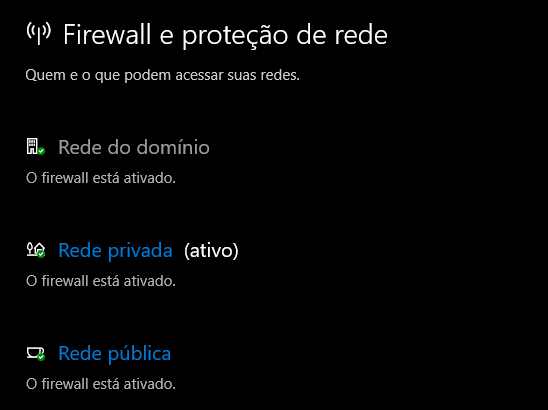 Firewall e proteção de rede
Quem e o que podem acessar suas redes.
Rede do domínio
O firewall está ativado.
Rede privada (ativo)
O firewall está ativado.
Rede pública
O firewall está ativado.